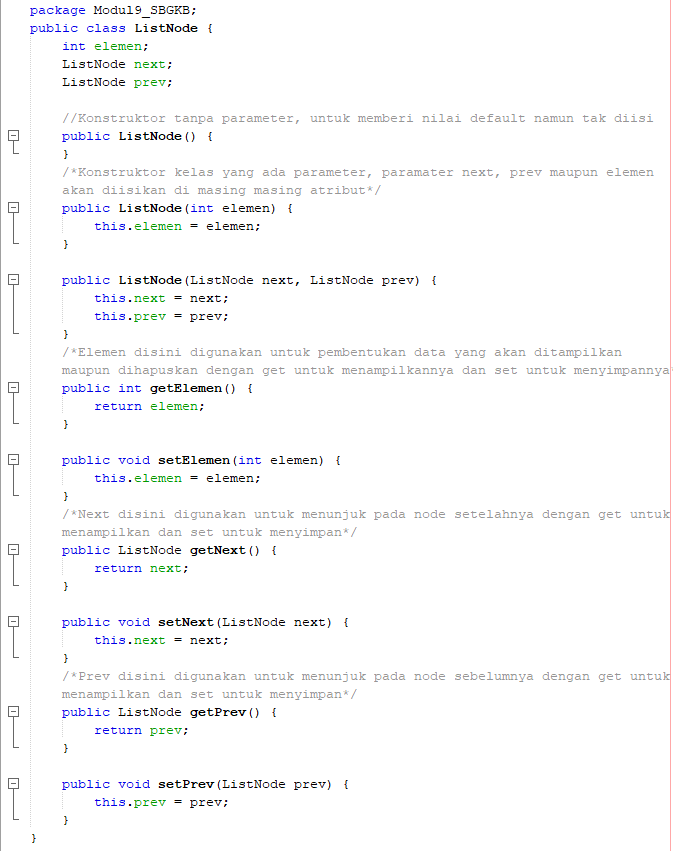 package Modul9_SBGKB;
public class ListNode {
    int elemen;
    ListNode next;
    ListNode prev;

    //Konstruktor tanpa parameter, untuk memberi nilai default namun tak diisi
    public ListNode() {
    }
    /*Konstruktor kelas yang ada parameter, paramater next, prev maupun elemen
    akan diisikan di masing masing atribut*/
    public ListNode(int elemen) {
        this.elemen = elemen;
    }

    public ListNode(ListNode next, ListNode prev) {
        this.next = next;
        this.prev = prev;
    }
    /*Elemen disini digunakan untuk pembentukan data yang akan ditampilkan
    maupun dihapuskan dengan get untuk menampilkannya dan set untuk menyimpannya
    public int getElemen() {
        return elemen;
    }

    public void setElemen(int elemen) {
        this.elemen = elemen;
    }
    /*Next disini digunakan untuk menunjuk pada node setelahnya dengan get untuk
    menampilkan dan set untuk menyimpan*/
    public ListNode getNext() {
        return next;
    }

    public void setNext(ListNode next) {
        this.next = next;
    }
    /*Prev disini digunakan untuk menunjuk pada node sebelumnya dengan get untuk
    menampilkan dan set untuk menyimpan*/
    public ListNode getPrev() {
        return prev;
    }

    public void setPrev(ListNode prev) {
        this.prev = prev;
    }
}